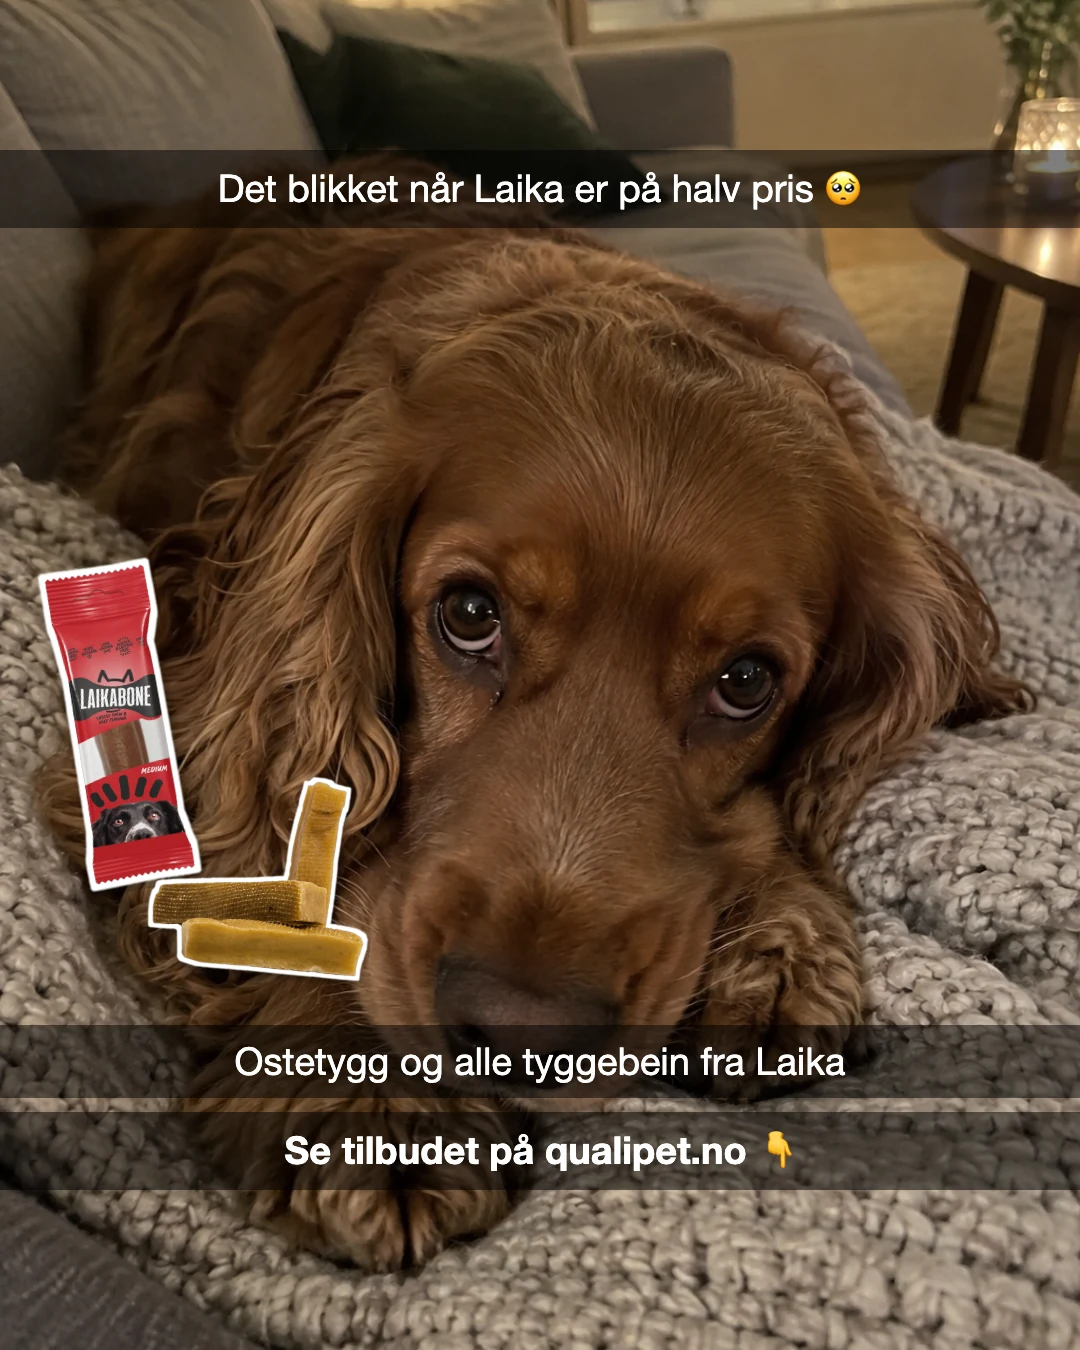 Det blikket når Laika er på halv pris 🥺
LAIKABONE
MEDIUM
Ostetygg og alle tyggebein fra Laika
Se tilbudet på qualipet.no 👇